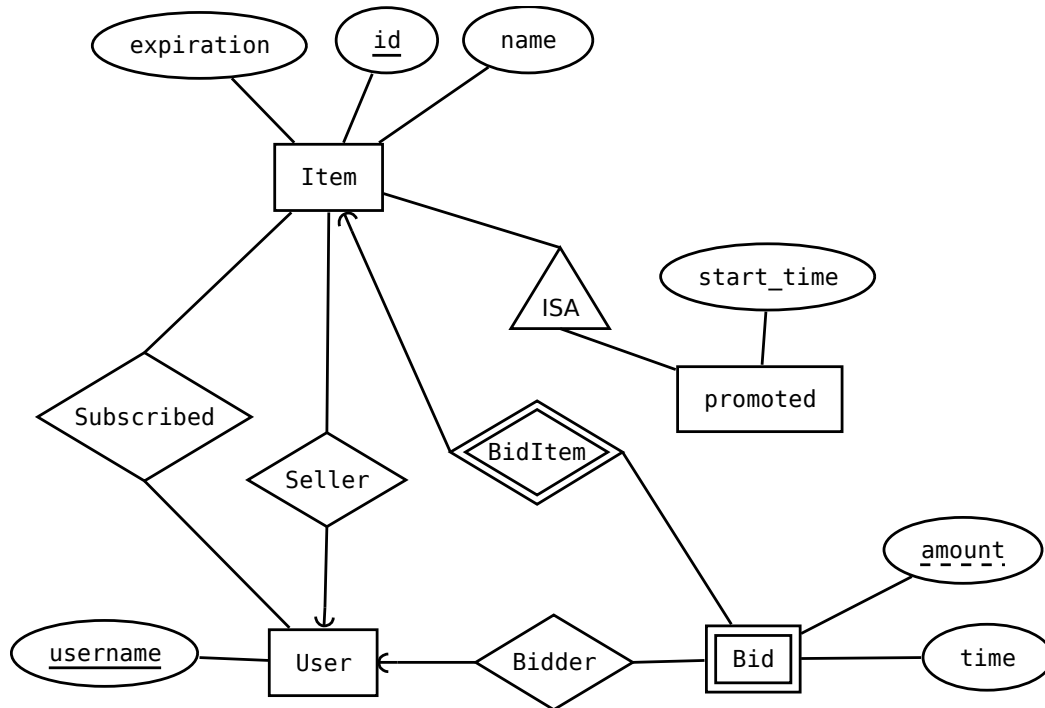 expiration
id
name
Item
start_time
ISA
promoted
Subscribed
BidItem
Seller
amount
username
User
Bidder
Bid
time